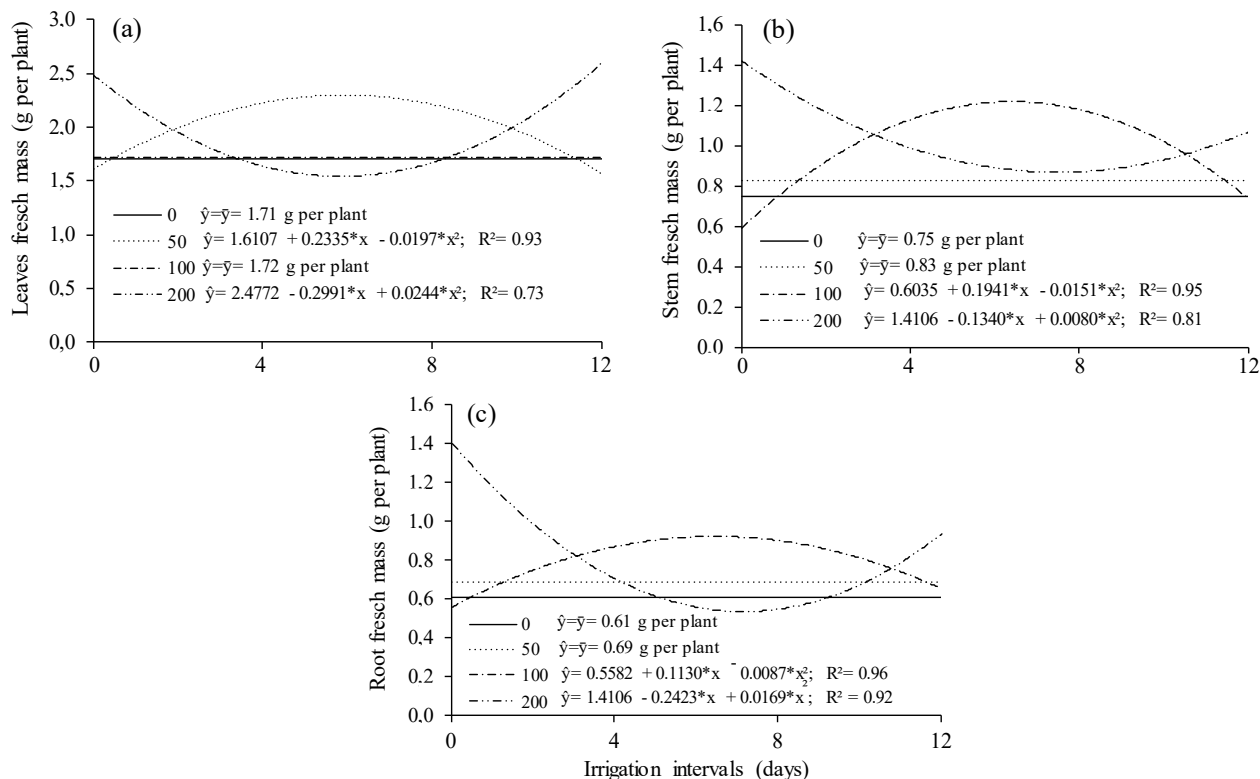 (a)
Leaves fresch mass (g per plant)
3,0
2,5
2,0
1,5
1,0
0,5
0,0
0 ŷ=ȳ= 1.71 g per plant
50 ŷ= 1.6107 + 0.2335*x - 0.0197*x²; R²= 0.93
100 ŷ=ȳ= 1.72 g per plant
200 ŷ= 2.4772 - 0.2991*x + 0.0244*x²; R²= 0.73
0 4 8 12
(b)
Stem fresch mass (g per plant)
1,6
1,4
1,2
1,0
0,8
0,6
0,4
0,2
0,0
0 ŷ=ȳ= 0.75 g per plant
50 ŷ=ȳ= 0.83 g per plant
100 ŷ= 0.6035 + 0.1941*x - 0.0151*x²; R²= 0.95
200 ŷ= 1.4106 - 0.1340*x + 0.0080*x²; R²= 0.81
0 4 8 12
(c)
Root fresch mass (g per plant)
1,6
1,4
1,2
1,0
0,8
0,6
0,4
0,2
0,0
0 ŷ=ȳ= 0.61 g per plant
50 ŷ=ȳ= 0.69 g per plant
100 ŷ= 0.5582 + 0.1130*x - 0.0087*x²; R²= 0.96
200 ŷ= 1.4106 - 0.2423*x + 0.0169*x²; R² = 0.92
0 4 8 12
Irrigation intervals (days)